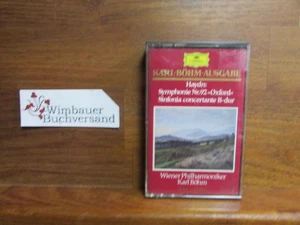 Wimbauer
Buchversand
KARL-BÖHM-AUSGABE
Haydn:
Symphonie Nr. 92 »Oxford«
Sinfonia concertante B-dur
Wiener Philharmoniker
Karl Böhm